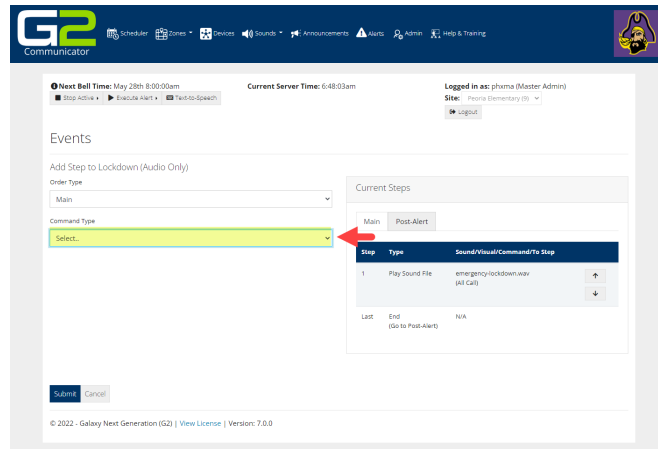 G2
Communicator
Scheduler Zones Devices Sounds Announcements Alerts Admin Help & Training
Next Bell Time: May 28th 8:00:00am Current Server Time: 6:48:03am Logged in as: phxma (Master Admin)
Stop Active Execute Alert Text-to-Speech Site: Peoria Elementary (9)
Logout
Events
Add Step to Lockdown (Audio Only)
Order Type
Main
Command Type
Select..
Current Steps
Main Post-Alert
Step Type Sound/Visual/Command/To Step
1 Play Sound File emergency-lockdown.wav
(All Call)
Last End N/A
(Go to Post-Alert)
Submit Cancel
© 2022 - Galaxy Next Generation (G2) | View License | Version: 7.0.0